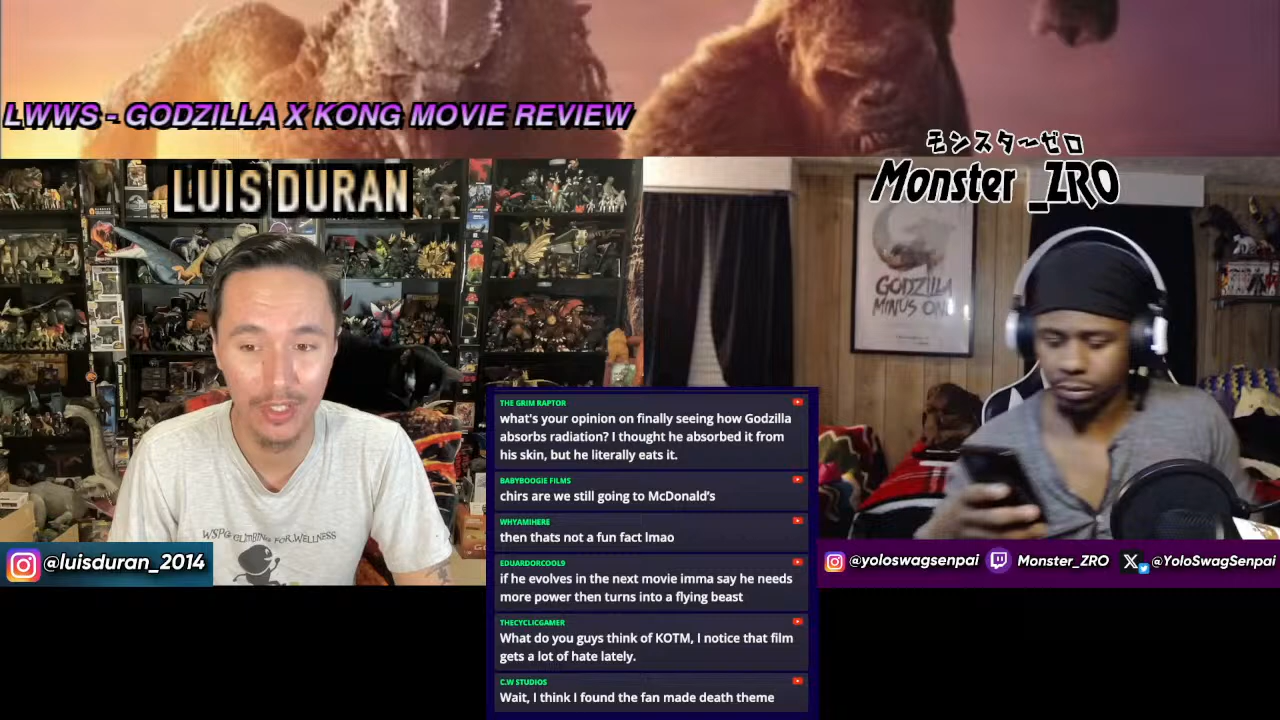 LWWS - GODZILLA X KONG MOVIE REVIEW
モンスターゼロ
Monster_ZRO
LUIS DURAN
GODZILLA
MINUS ON
THE GRIM RAPTOR
what's your opinion on finally seeing how Godzilla
absorbs radiation? I thought he absorbed it from
his skin, but he literally eats it.
BABYBOOGIE FILMS
chirs are we still going to McDonald's
WHYAMIHERE
then thats not a fun fact lmao
EDUARDORCOOL9
if he evolves in the next movie imma say he needs
more power then turns into a flying beast
THECYCLICGAMER
What do you guys think of KOTM, I notice that film
gets a lot of hate lately.
C.W STUDIOS
Wait, I think I found the fan made death theme
CLIMBING FOR WELLNESS
@luisduran_2014
@yoloswagsenpai
Monster_ZRO
@YoloSwagSenpai